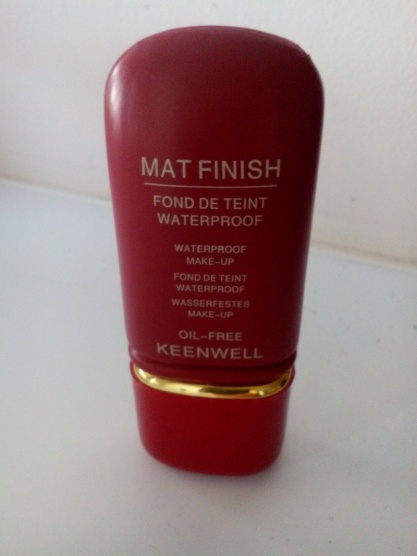 MAT FINISH
FOND DE TEINT
WATERPROOF
WATERPROOF
MAKE-UP
FOND DE TEINT
WATERPROOF
WASSERFESTES
MAKE-UP
OIL-FREE
KEENWELL